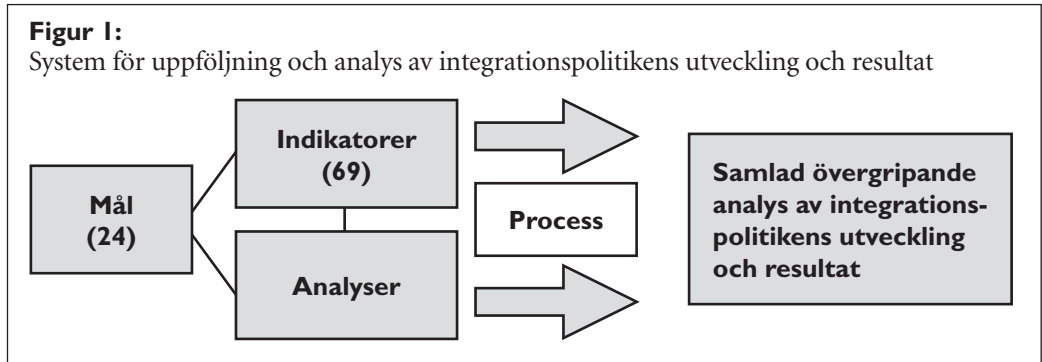 Figur 1:
System för uppföljning och analys av integrationspolitikens utveckling och resultat
Mål
(24)
Indikatorer
(69)
Analyser
Process
Samlad övergripande
analys av integrations-
politikens utveckling
och resultat